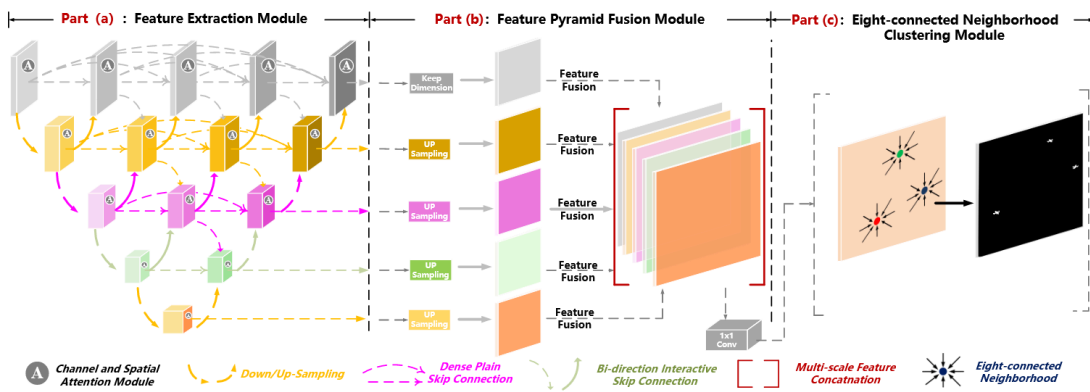 Part (a) : Feature Extraction Module
Part (b): Feature Pyramid Fusion Module
Part (c): Eight-connected Neighborhood
Clustering Module
A
A
A
A
A
Keep
Dimension
Feature
Fusion
A
A
A
A
UP
Sampling
Feature
Fusion
A
A
A
UP
Sampling
Feature
Fusion
A
A
UP
Sampling
Feature
Fusion
A
UP
Sampling
Feature
Fusion
1x1
Conv
A
Channel and Spatial
Attention Module
Down/Up-Sampling
Dense Plain
Skip Connection
Bi-direction Interactive
Skip Connection
Multi-scale Feature
Concatnation
Eight-connected
Neighborhood